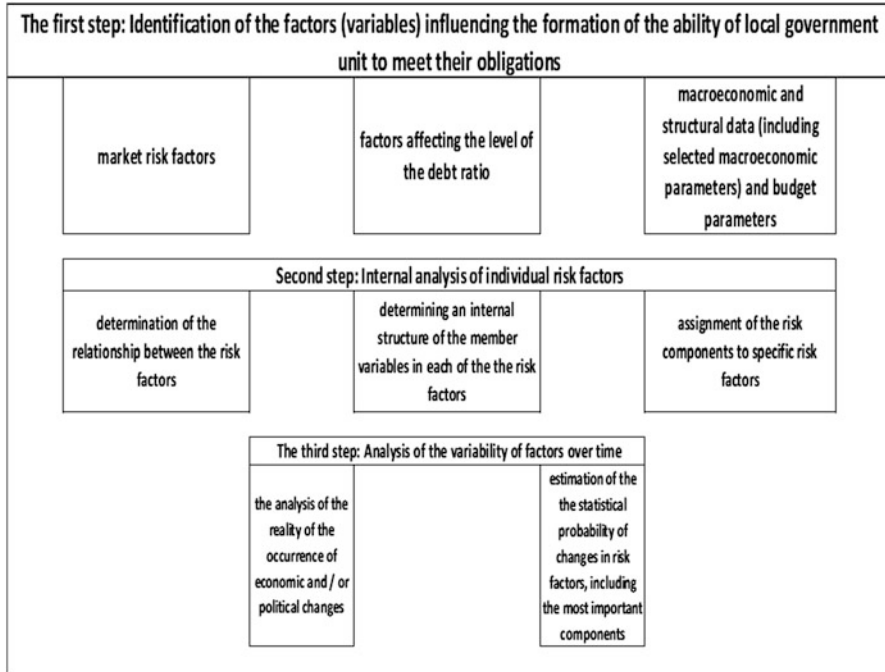 The first step: Identification of the factors (variables) influencing the formation of the ability of local government
unit to meet their obligations
market risk factors
factors affecting the level of
the debt ratio
macroeconomic and
structural data (including
selected macroeconomic
parameters) and budget
parameters
Second step: Internal analysis of individual risk factors
determination of the
relationship between the risk
factors
determining an internal
structure of the member
variables in each of the the risk
factors
assignment of the risk
components to specific risk
factors
The third step: Analysis of the variability of factors over time
the analysis of the
reality of the
occurrence of
economic and / or
political changes
estimation of the
the statistical
probability of
changes in risk
factors, including
the most important
components